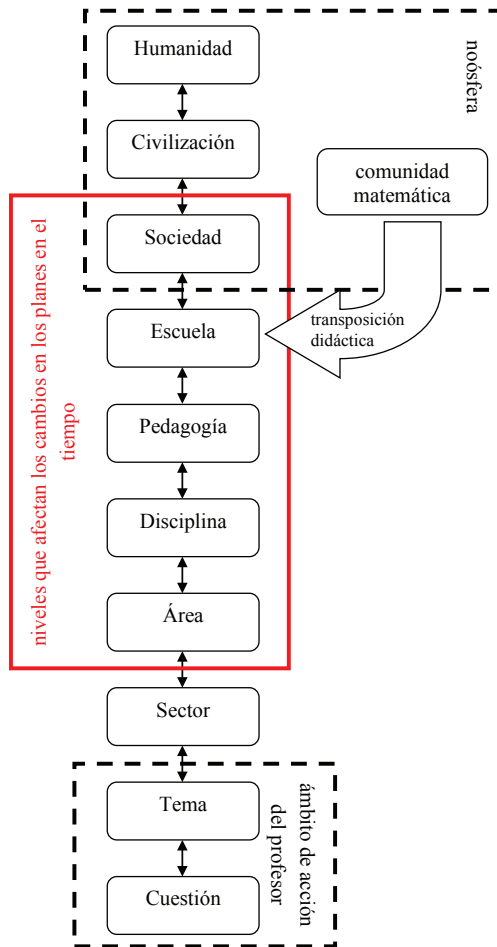 Humanidad
noósfera
Civilización
comunidad
matemática
Sociedad
niveles que afectan los cambios en los planes en el
tiempo
Escuela
transposición
didáctica
Pedagogía
Disciplina
Área
Sector
Tema
ámbito de acción
del profesor
Cuestión